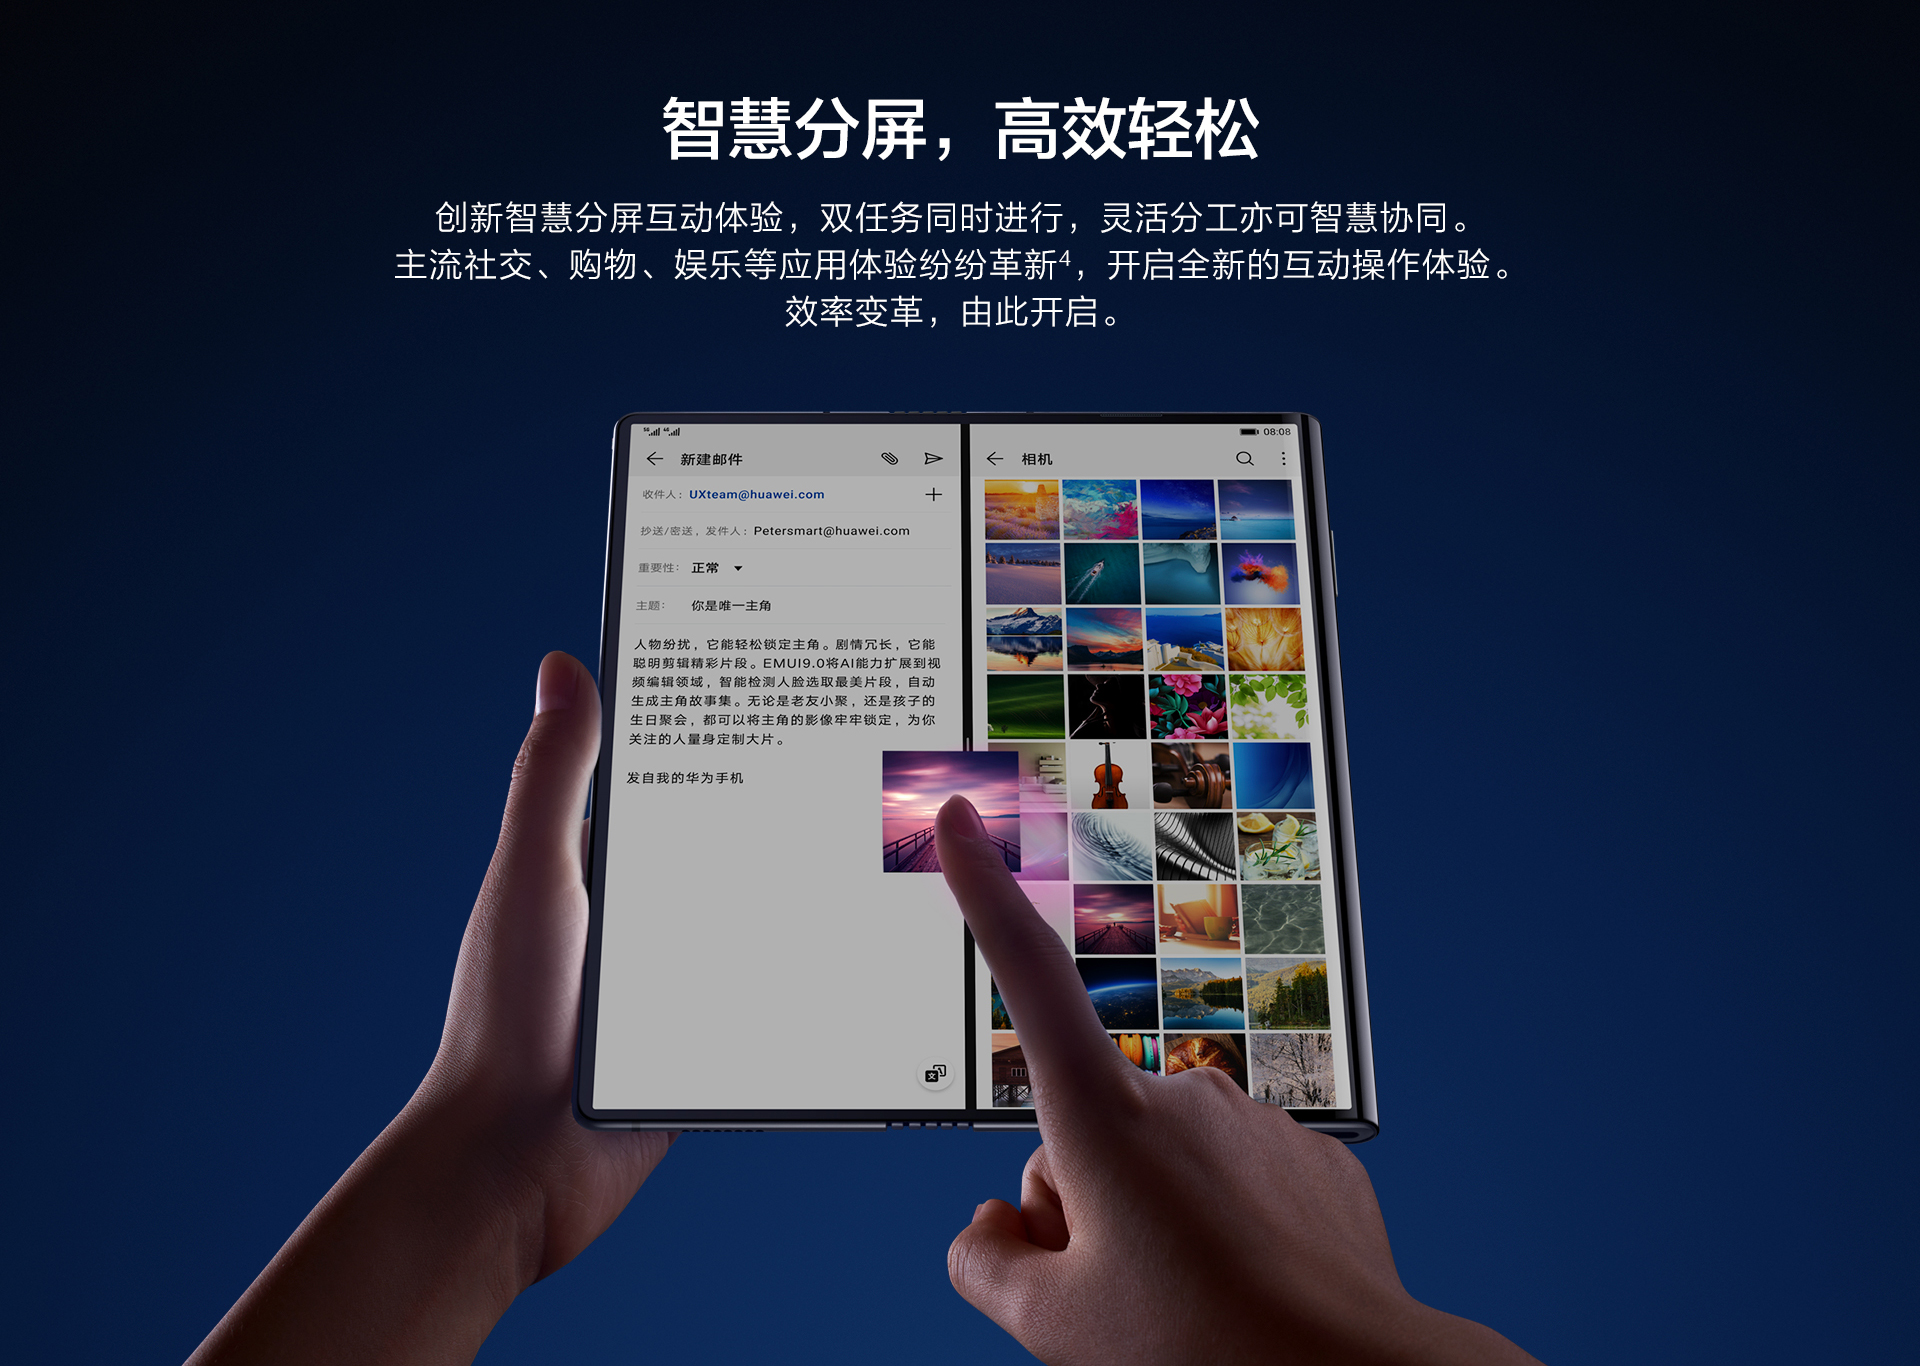 智慧分屏，高效轻松
创新智慧分屏互动体验，双任务同时进行，灵活分工亦可智慧协同。
主流社交、购物、娱乐等应用体验纷纷革新4，开启全新的互动操作体验。
效率变革，由此开启。
5G 4G
新建邮件
收件人：UXteam@huawei.com
抄送/密送，发件人：Petersmart@huawei.com
重要性：正常
主题：你是唯一主角
人物纷扰，它能轻松锁定主角。剧情冗长，它能
聪明剪辑精彩片段。EMUI9.0将AI能力扩展到视
频编辑领域，智能检测人脸选取最美片段，自动
生成主角故事集。无论是老友小聚，还是孩子的
生日聚会，都可以将主角的影像牢牢锁定，为你
关注的人量身定制大片。
发自我的华为手机
文A
08:08
相机